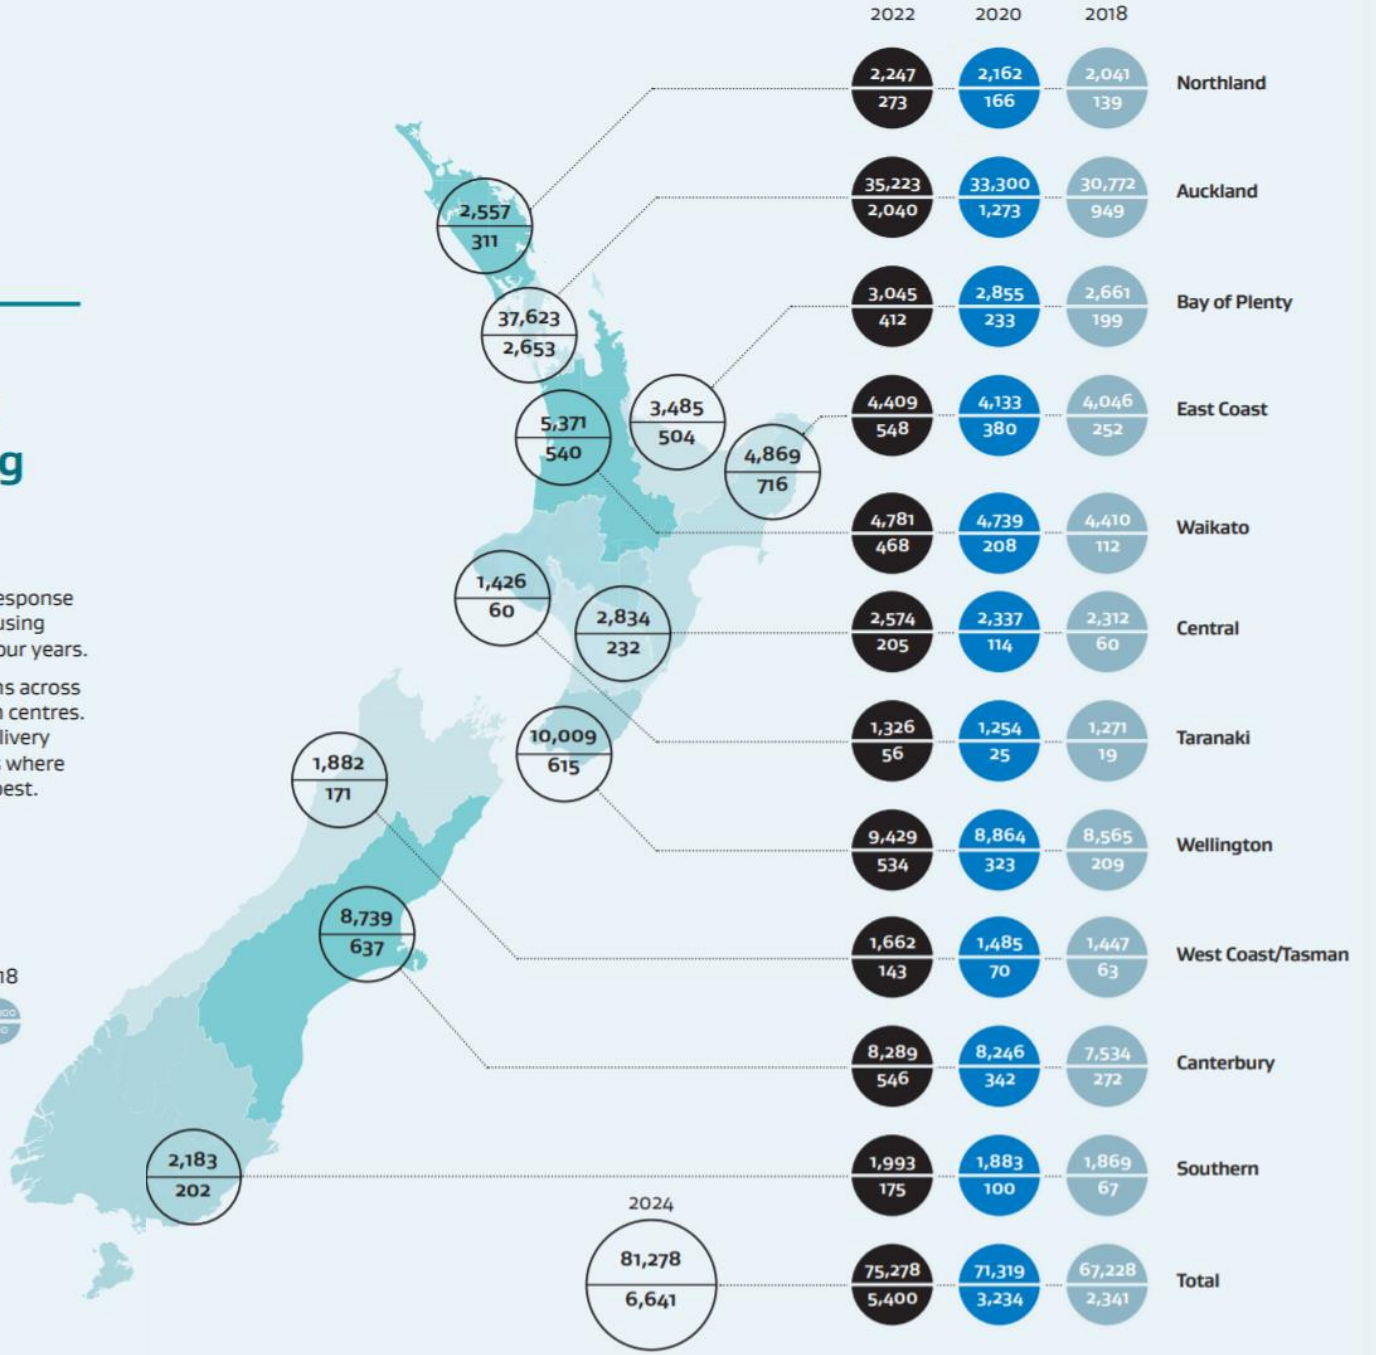 2022 2020 2018
2,247 2,162 2,041 Northland
273 166 139
35,223 33,300 30,772 Auckland
2,040 1,273 949
3,045 2,855 2,661 Bay of Plenty
412 233 199
4,409 4,133 4,046 East Coast
548 380 252
4,781 4,739 4,410 Waikato
468 208 112
2,574 2,337 2,312 Central
205 114 60
1,326 1,254 1,271 Taranaki
56 25 19
9,429 8,864 8,565 Wellington
534 323 209
1,662 1,485 1,447 West Coast/Tasman
143 70 63
8,289 8,246 7,534 Canterbury
546 342 272
1,993 1,883 1,869 Southern
175 100 67
75,278 71,319 67,228 Total
5,400 3,234 2,341
2,557
311
37,623
2,653
5,371
540
3,485
504
4,869
716
1,426
60
2,834
232
10,009
615
1,882
171
8,739
637
2,183
202
2024
81,278
6,641
g
esponse
using
our years.
ns across
n centres.
livery
s where
best.
18